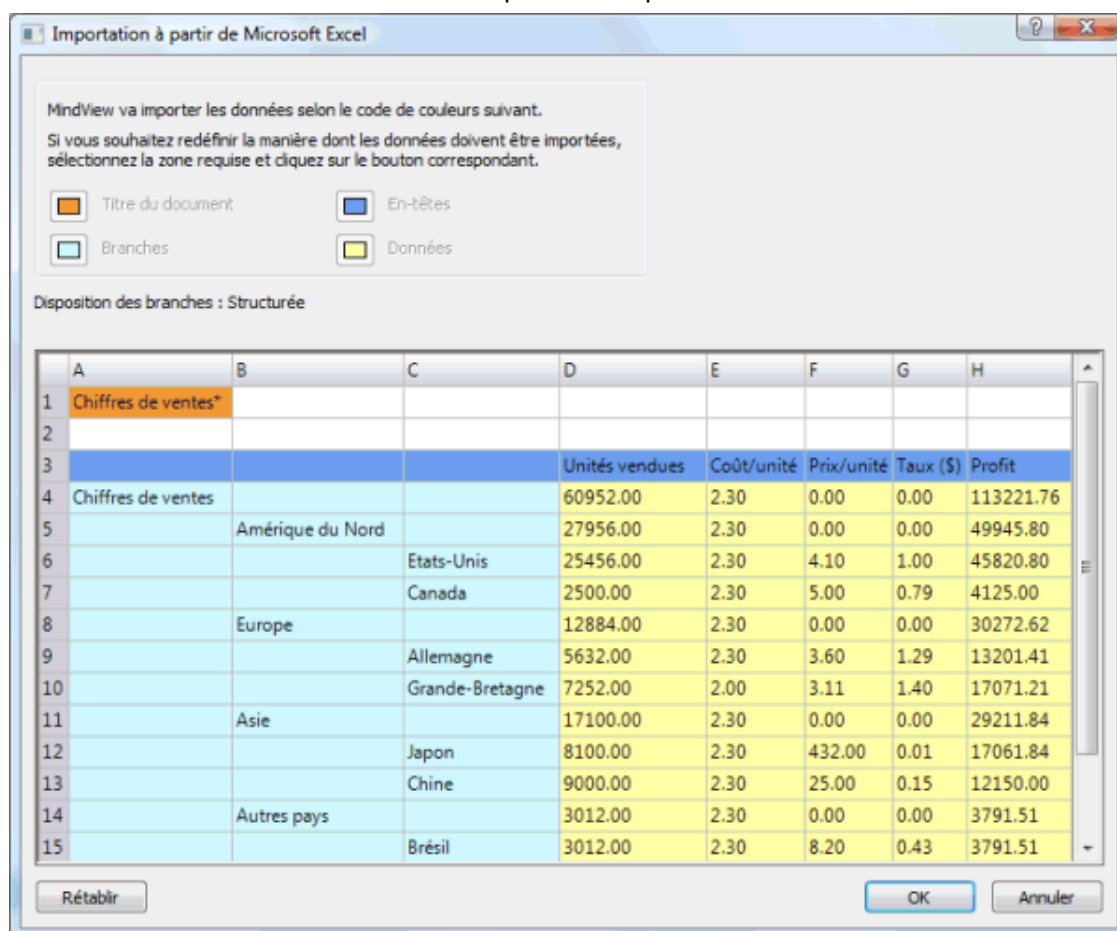 Importation à partir de Microsoft Excel
MindView va importer les données selon le code de couleurs suivant.
Si vous souhaitez redéfinir la manière dont les données doivent être importées,
sélectionnez la zone requise et cliquez sur le bouton correspondant.
Titre du document En-têtes
Branches Données
Disposition des branches : Structurée
A B C D E F G H
1 Chiffres de ventes*
2
3 Unités vendues Coût/unité Prix/unité Taux ($) Profit
4 Chiffres de ventes 60952.00 2.30 0.00 0.00 113221.76
5 Amérique du Nord 27956.00 2.30 0.00 0.00 49945.80
6 Etats-Unis 25456.00 2.30 4.10 1.00 45820.80
7 Canada 2500.00 2.30 5.00 0.79 4125.00
8 Europe 12884.00 2.30 0.00 0.00 30272.62
9 Allemagne 5632.00 2.30 3.60 1.29 13201.41
10 Grande-Bretagne 7252.00 2.00 3.11 1.40 17071.21
11 Asie 17100.00 2.30 0.00 0.00 29211.84
12 Japon 8100.00 2.30 432.00 0.01 17061.84
13 Chine 9000.00 2.30 25.00 0.15 12150.00
14 Autres pays 3012.00 2.30 0.00 0.00 3791.51
15 Brésil 3012.00 2.30 8.20 0.43 3791.51
Rétablir OK Annuler